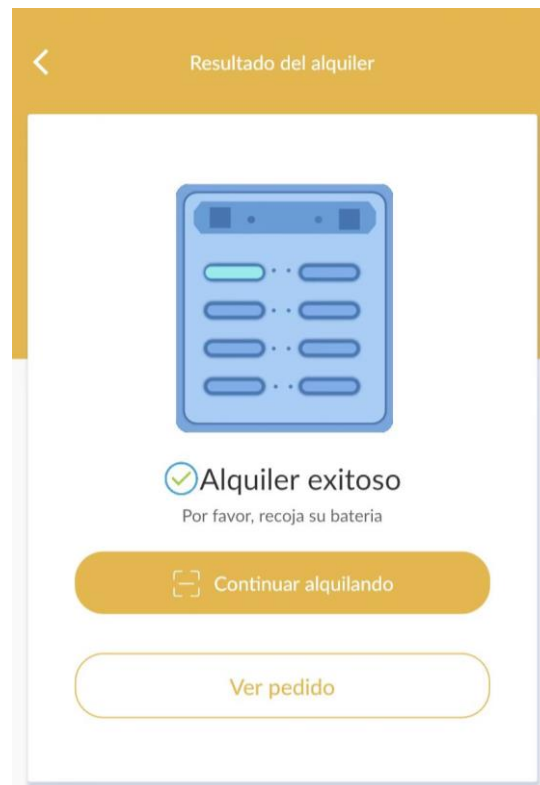 Resultado del alquiler
Alquiler exitoso
Por favor, recoja su bateria
Continuar alquilando
Ver pedido